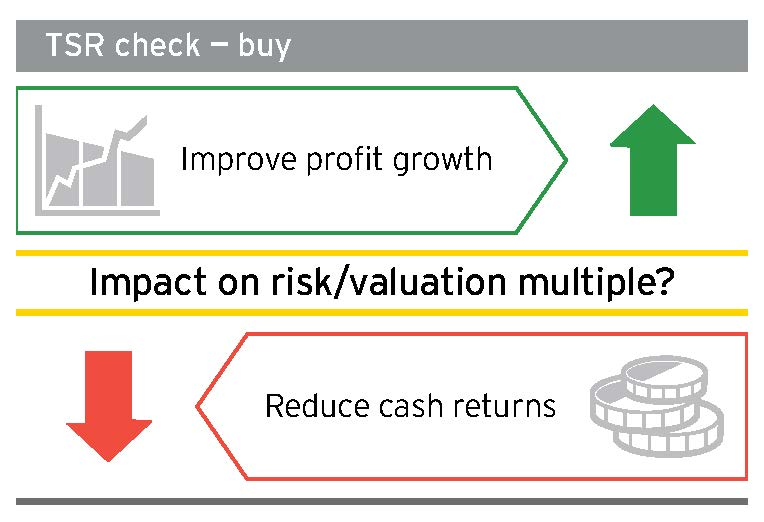 TSR check – buy
Improve profit growth
Impact on risk/valuation multiple?
Reduce cash returns